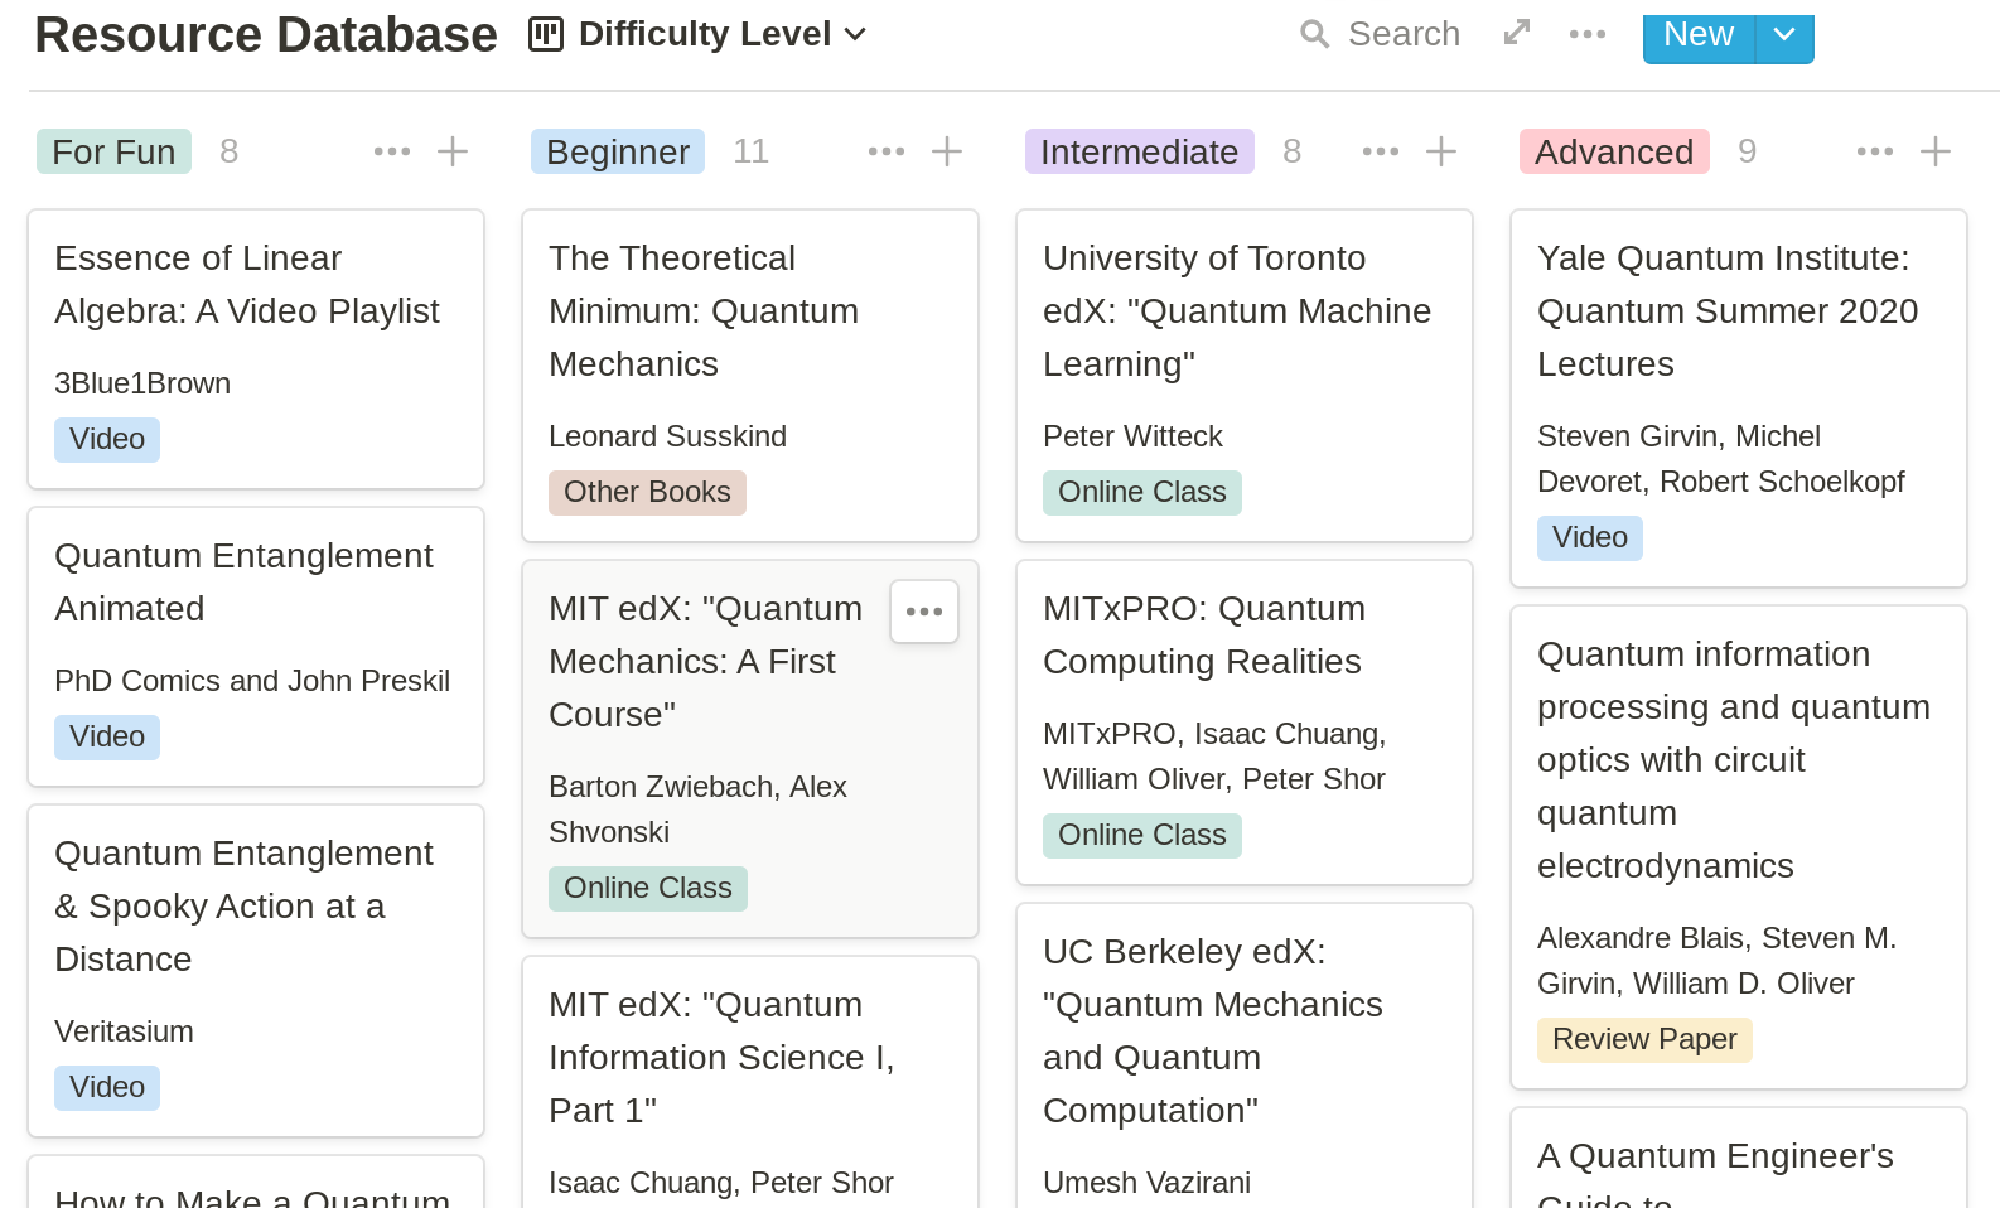 Resource Database
Difficulty Level
Search
New
For Fun 8
Essence of Linear
Algebra: A Video Playlist
3Blue1Brown
Video
Quantum Entanglement
Animated
PhD Comics and John Preskil
Video
Quantum Entanglement
& Spooky Action at a
Distance
Veritasium
Video
How to Make a Quantum
Beginner 11
The Theoretical
Minimum: Quantum
Mechanics
Leonard Susskind
Other Books
MIT edX: "Quantum
Mechanics: A First
Course"
Barton Zwiebach, Alex
Shvonski
Online Class
MIT edX: "Quantum
Information Science I,
Part 1"
Isaac Chuang, Peter Shor
Intermediate 8
University of Toronto
edX: "Quantum Machine
Learning"
Peter Witteck
Online Class
MITxPRO: Quantum
Computing Realities
MITxPRO, Isaac Chuang,
William Oliver, Peter Shor
Online Class
UC Berkeley edX:
"Quantum Mechanics
and Quantum
Computation"
Umesh Vazirani
Advanced 9
Yale Quantum Institute:
Quantum Summer 2020
Lectures
Steven Girvin, Michel
Devoret, Robert Schoelkopf
Video
Quantum information
processing and quantum
optics with circuit
quantum
electrodynamics
Alexandre Blais, Steven M.
Girvin, William D. Oliver
Review Paper
A Quantum Engineer's
Guide to